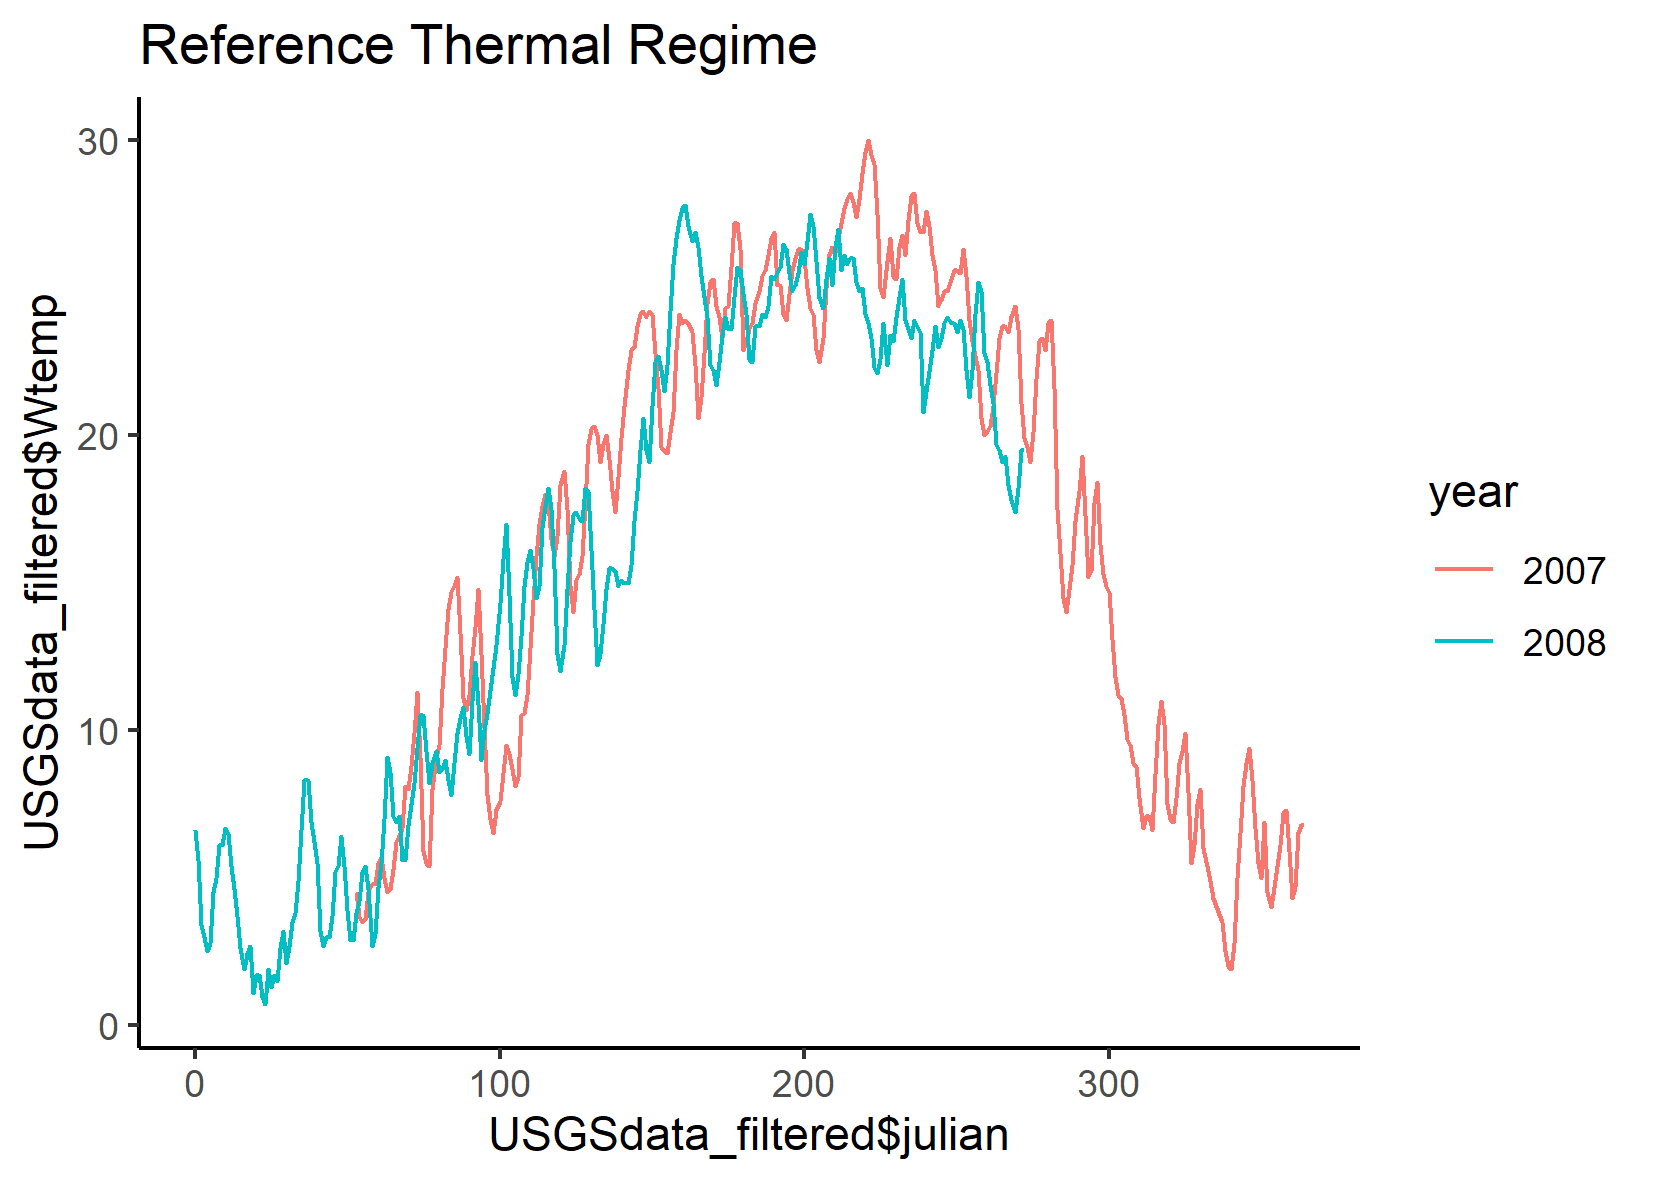 Reference Thermal Regime
USGSdata_filtered$Wtemp
30
20
10
0
0 100 200 300
USGSdata_filtered$julian
year
2007
2008